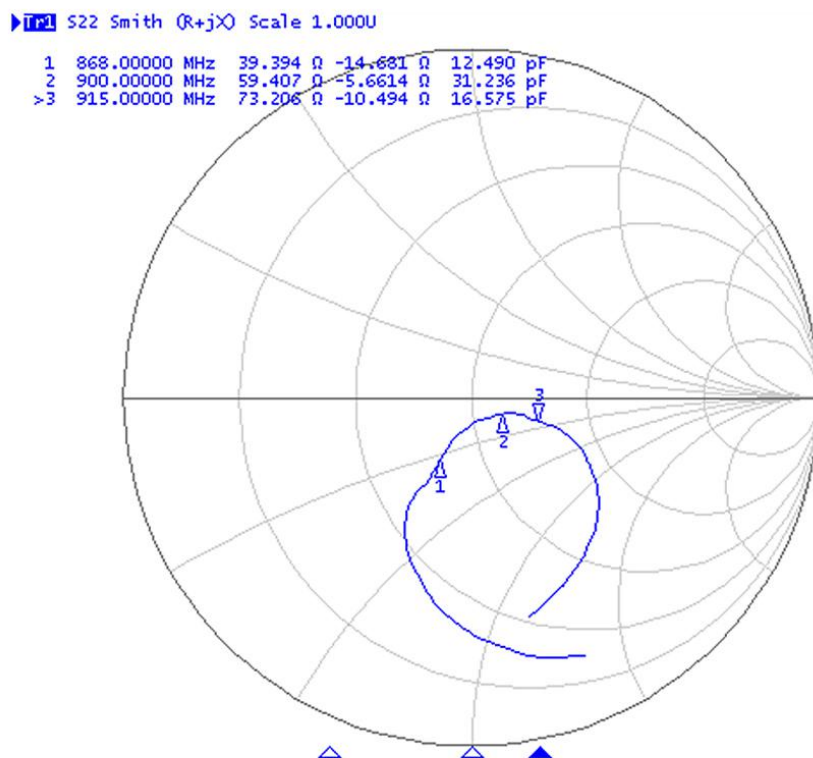 ▶Tr1 S22 Smith (R+jX) Scale 1.000U
1 868.00000 MHz 39.394 Ω -14.681 Ω 12.490 pF
2 900.00000 MHz 59.407 Ω -5.6614 Ω 31.236 pF
>3 915.00000 MHz 73.206 Ω -10.494 Ω 16.575 pF
3
2
1